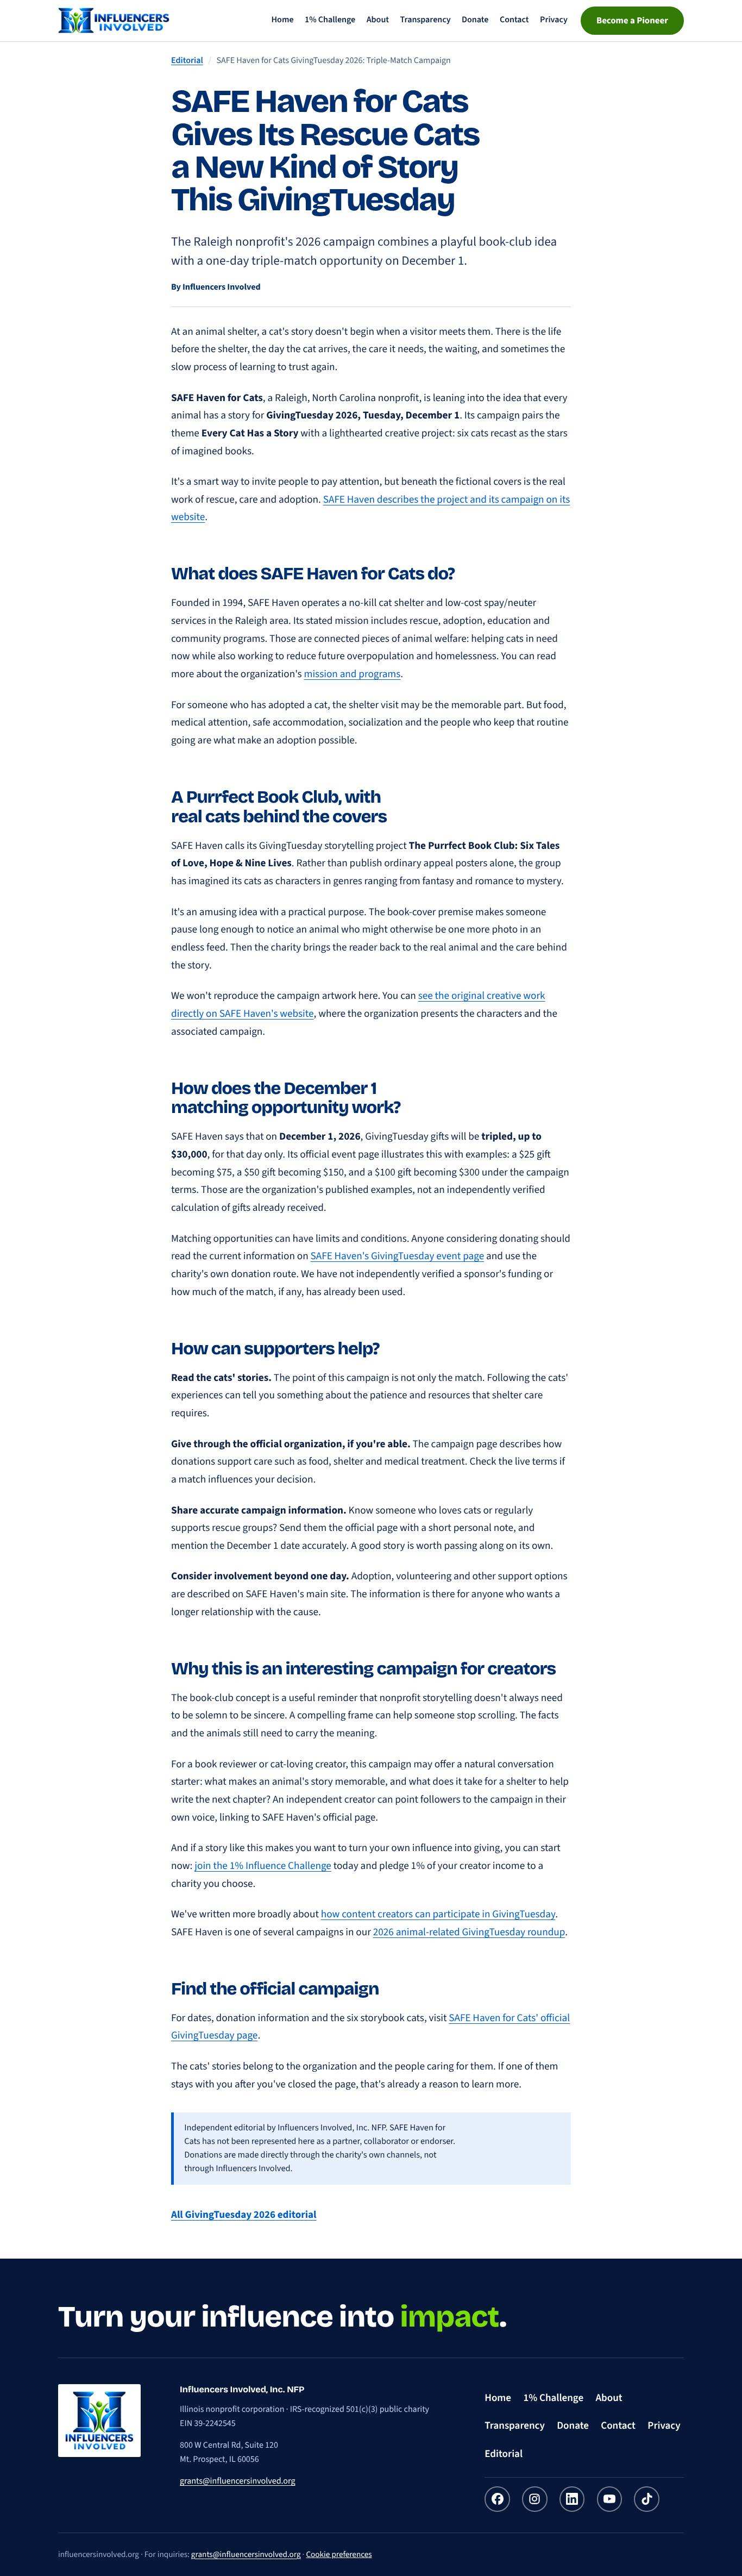 INFLUENCERS
INVOLVED
Home 1% Challenge About Transparency Donate Contact Privacy Become a Pioneer
Editorial / SAFE Haven for Cats GivingTuesday 2026: Triple-Match Campaign
SAFE Haven for Cats
Gives Its Rescue Cats
a New Kind of Story
This GivingTuesday
The Raleigh nonprofit's 2026 campaign combines a playful book-club idea
with a one-day triple-match opportunity on December 1.
By Influencers Involved
At an animal shelter, a cat's story doesn't begin when a visitor meets them. There is the life
before the shelter, the day the cat arrives, the care it needs, the waiting, and sometimes the
slow process of learning to trust again.
SAFE Haven for Cats, a Raleigh, North Carolina nonprofit, is leaning into the idea that every
animal has a story for GivingTuesday 2026, Tuesday, December 1. Its campaign pairs the
theme Every Cat Has a Story with a lighthearted creative project: six cats recast as the stars
of imagined books.
It's a smart way to invite people to pay attention, but beneath the fictional covers is the real
work of rescue, care and adoption. SAFE Haven describes the project and its campaign on its
website.
What does SAFE Haven for Cats do?
Founded in 1994, SAFE Haven operates a no-kill cat shelter and low-cost spay/neuter
services in the Raleigh area. Its stated mission includes rescue, adoption, education and
community programs. Those are connected pieces of animal welfare: helping cats in need
now while also working to reduce future overpopulation and homelessness. You can read
more about the organization's mission and programs.
For someone who has adopted a cat, the shelter visit may be the memorable part. But food,
medical attention, safe accommodation, socialization and the people who keep that routine
going are what make an adoption possible.
A Purrfect Book Club, with
real cats behind the covers
SAFE Haven calls its GivingTuesday storytelling project The Purrfect Book Club: Six Tales
of Love, Hope & Nine Lives. Rather than publish ordinary appeal posters alone, the group
has imagined its cats as characters in genres ranging from fantasy and romance to mystery.
It's an amusing idea with a practical purpose. The book-cover premise makes someone
pause long enough to notice an animal who might otherwise be one more photo in an
endless feed. Then the charity brings the reader back to the real animal and the care behind
the story.
We won't reproduce the campaign artwork here. You can see the original creative work
directly on SAFE Haven's website, where the organization presents the characters and the
associated campaign.
How does the December 1
matching opportunity work?
SAFE Haven says that on December 1, 2026, GivingTuesday gifts will be tripled, up to
$30,000, for that day only. Its official event page illustrates this with examples: a $25 gift
becoming $75, a $50 gift becoming $150, and a $100 gift becoming $300 under the campaign
terms. Those are the organization's published examples, not an independently verified
calculation of gifts already received.
Matching opportunities can have limits and conditions. Anyone considering donating should
read the current information on SAFE Haven's GivingTuesday event page and use the
charity's own donation route. We have not independently verified a sponsor's funding or
how much of the match, if any, has already been used.
How can supporters help?
Read the cats' stories. The point of this campaign is not only the match. Following the cats'
experiences can tell you something about the patience and resources that shelter care
requires.
Give through the official organization, if you're able. The campaign page describes how
donations support care such as food, shelter and medical treatment. Check the live terms if
a match influences your decision.
Share accurate campaign information. Know someone who loves cats or regularly
supports rescue groups? Send them the official page with a short personal note, and
mention the December 1 date accurately. A good story is worth passing along on its own.
Consider involvement beyond one day. Adoption, volunteering and other support options
are described on SAFE Haven's main site. The information is there for anyone who wants a
longer relationship with the cause.
Why this is an interesting campaign for creators
The book-club concept is a useful reminder that nonprofit storytelling doesn't always need
to be solemn to be sincere. A compelling frame can help someone stop scrolling. The facts
and the animals still need to carry the meaning.
For a book reviewer or cat-loving creator, this campaign may offer a natural conversation
starter: what makes an animal's story memorable, and what does it take for a shelter to help
write the next chapter? An independent creator can point followers to the campaign in their
own voice, linking to SAFE Haven's official page.
And if a story like this makes you want to turn your own influence into giving, you can start
now: join the 1% Influence Challenge today and pledge 1% of your creator income to a
charity you choose.
We've written more broadly about how content creators can participate in GivingTuesday.
SAFE Haven is one of several campaigns in our 2026 animal-related GivingTuesday roundup.
Find the official campaign
For dates, donation information and the six storybook cats, visit SAFE Haven for Cats' official
GivingTuesday page.
The cats' stories belong to the organization and the people caring for them. If one of them
stays with you after you've closed the page, that's already a reason to learn more.
Independent editorial by Influencers Involved, Inc. NFP. SAFE Haven for
Cats has not been represented here as a partner, collaborator or endorser.
Donations are made directly through the charity's own channels, not
through Influencers Involved.
All GivingTuesday 2026 editorial
Turn your influence into impact.
INFLUENCERS
INVOLVED
Influencers Involved, Inc. NFP
Illinois nonprofit corporation · IRS-recognized 501(c)(3) public charity
EIN 39-2242545
800 W Central Rd, Suite 120
Mt. Prospect, IL 60056
grants@influencersinvolved.org
Home 1% Challenge About
Transparency Donate Contact Privacy
Editorial
influencersinvolved.org · For inquiries: grants@influencersinvolved.org · Cookie preferences